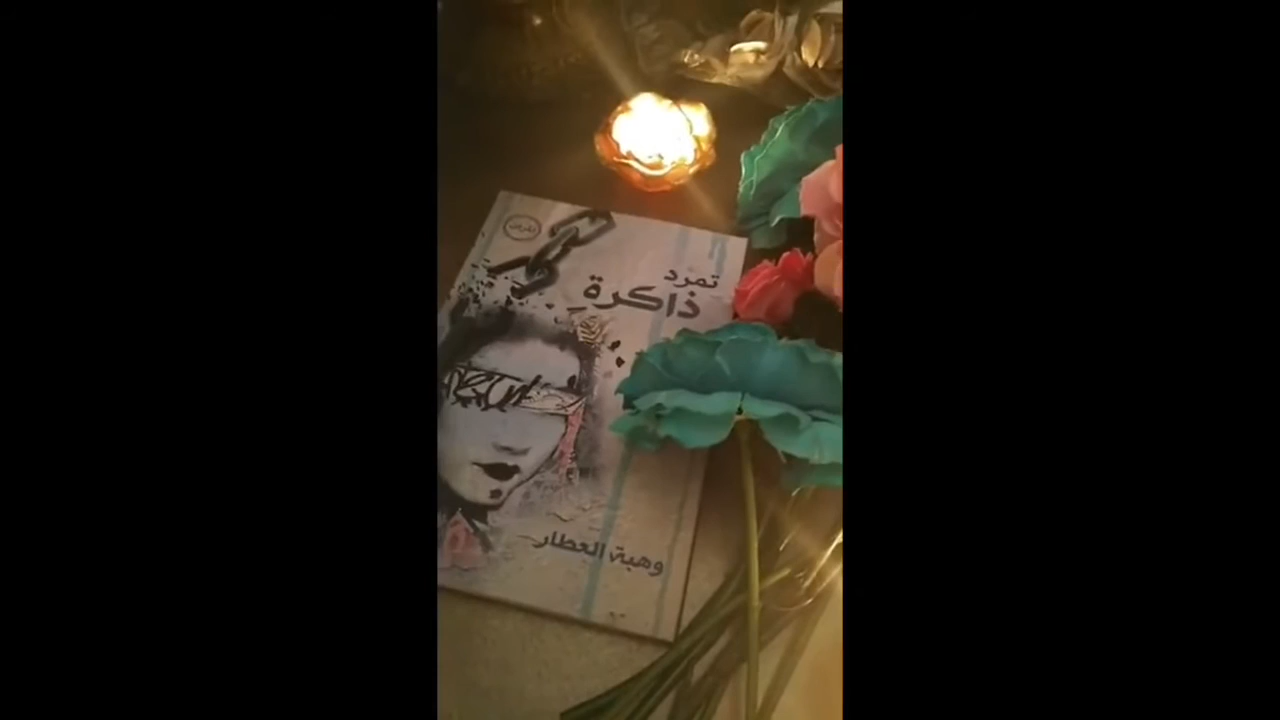 تمرد
ذاكرةِ
وهبة العطار